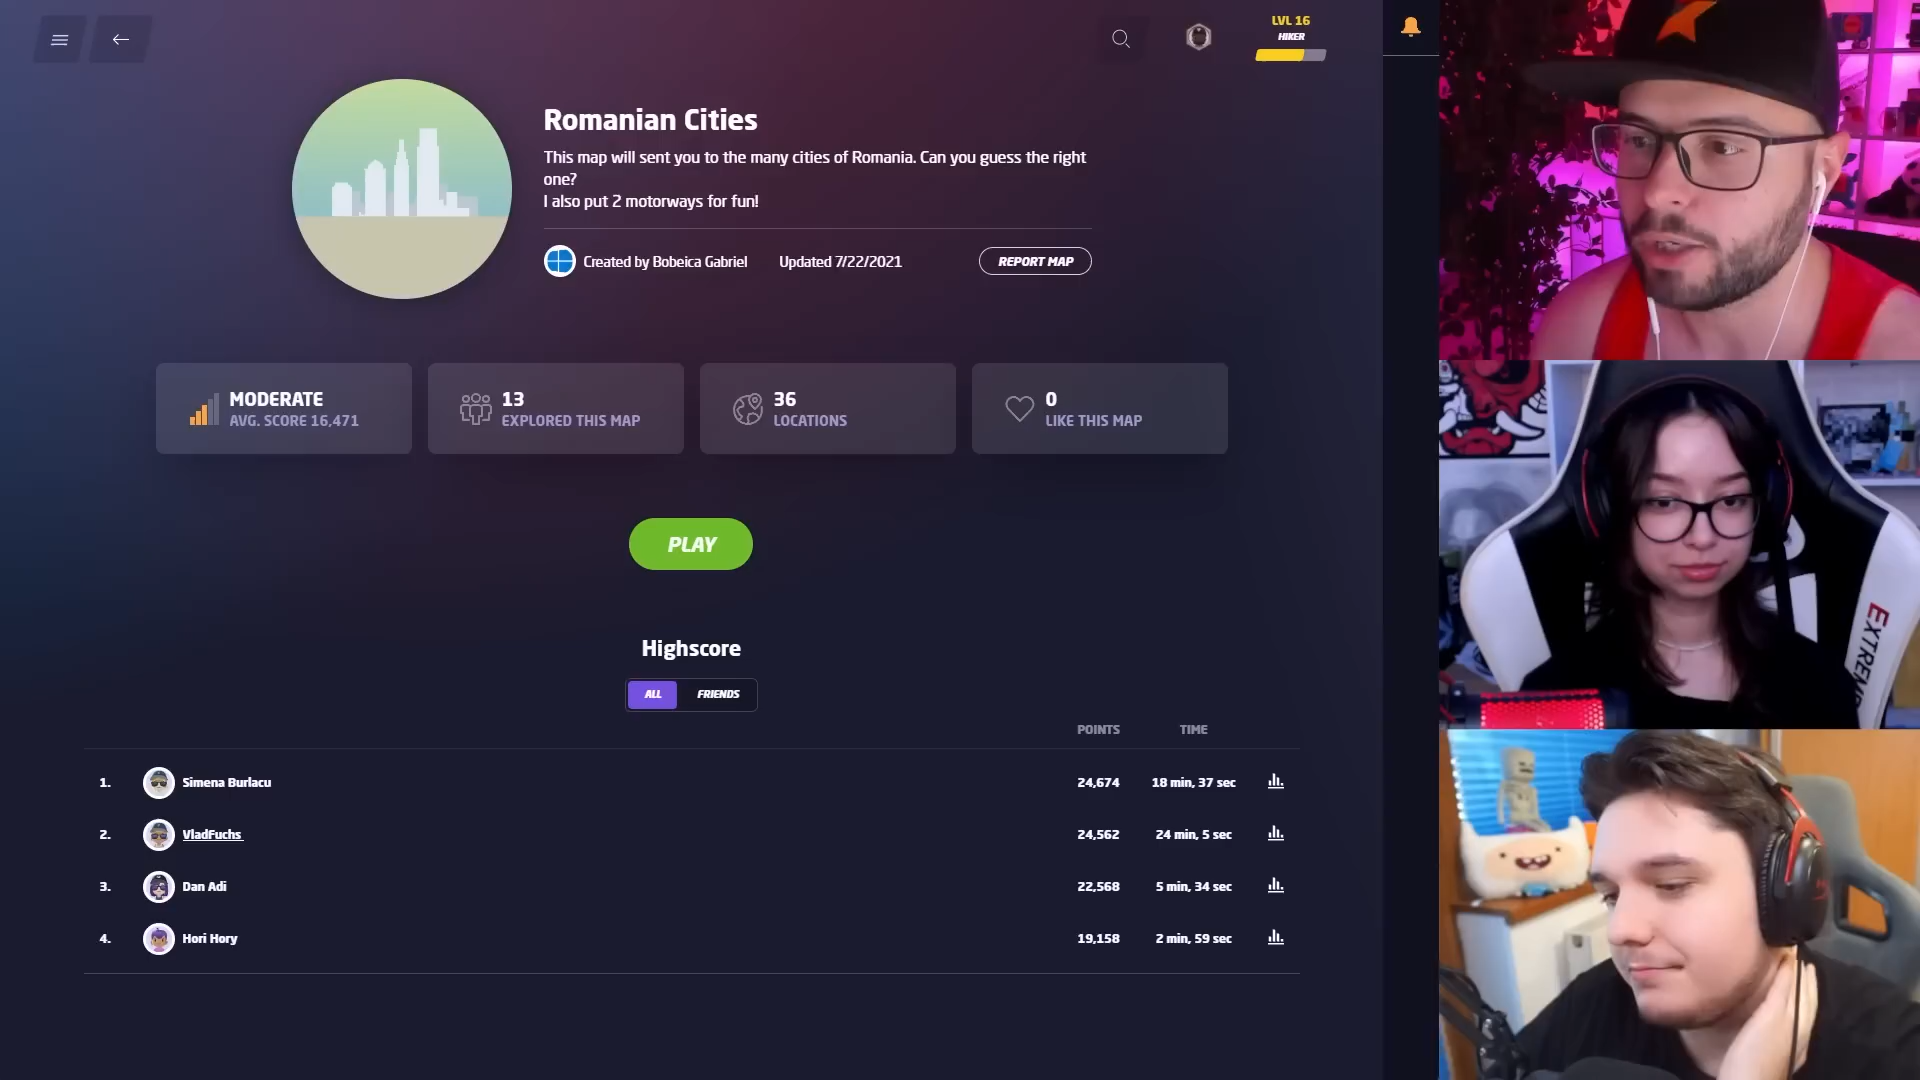 LVL 16
HIKER
Romanian Cities
This map will sent you to the many cities of Romania. Can you guess the right
one?
I also put 2 motorways for fun!
Created by Bobeica Gabriel
Updated 7/22/2021
REPORT MAP
MODERATE
AVG. SCORE 16,471
13
EXPLORED THIS MAP
36
LOCATIONS
0
LIKE THIS MAP
PLAY
Highscore
ALL
FRIENDS
POINTS
TIME
1. Simena Burlacu 24,674 18 min, 37 sec
2. VladFuchs 24,562 24 min, 5 sec
3. Dan Adi 22,568 5 min, 34 sec
4. Hori Hory 19,158 2 min, 59 sec